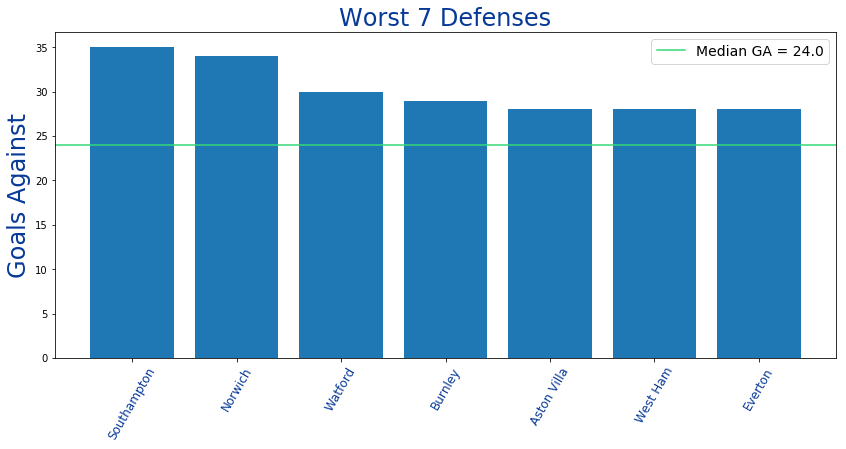 Worst 7 Defenses
Median GA = 24.0
Goals Against
35
30
25
20
15
10
5
0
Southampton
Norwich
Watford
Burnley
Aston Villa
West Ham
Everton